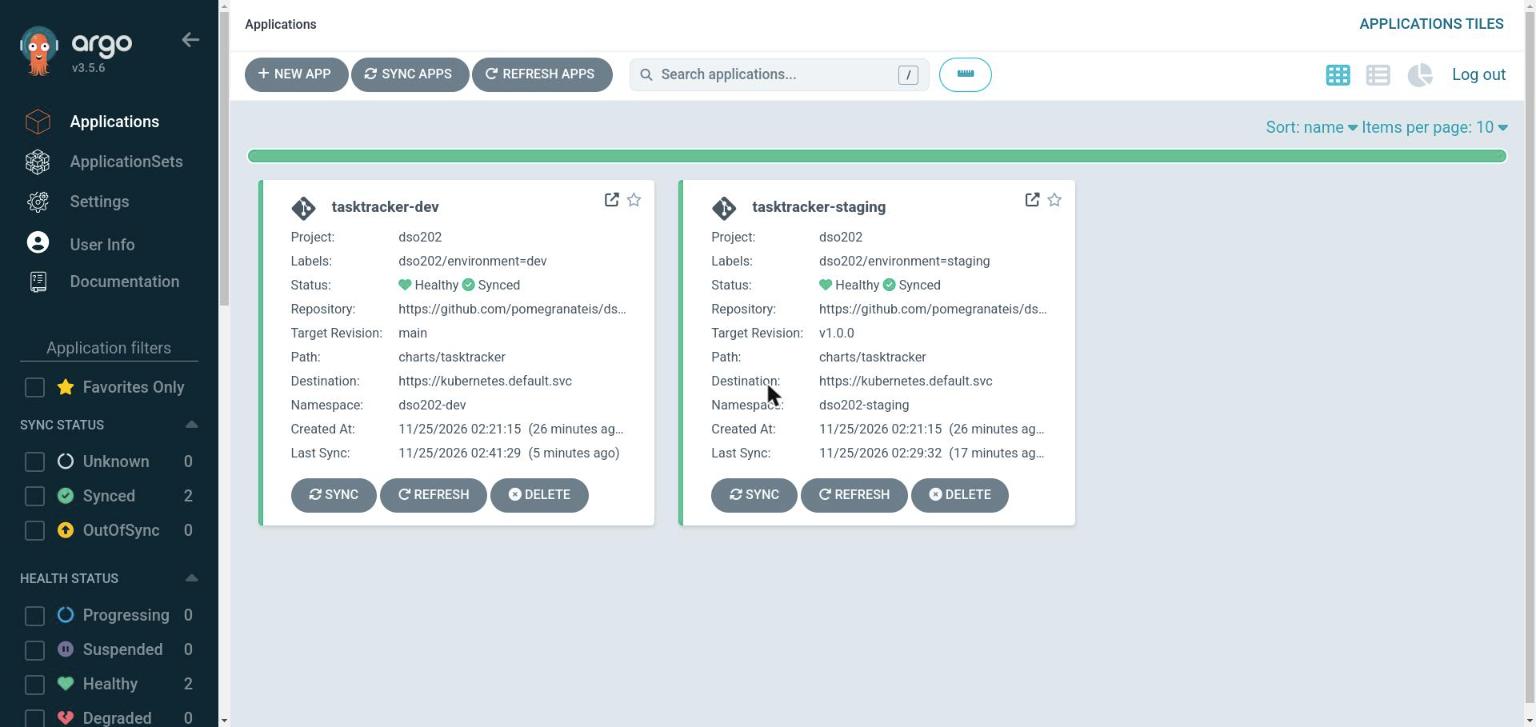 argo
v3.5.6
Applications
ApplicationSets
Settings
User Info
Documentation
Application filters
Favorites Only
SYNC STATUS
Unknown 0
Synced 2
OutOfSync 0
HEALTH STATUS
Progressing 0
Suspended 0
Healthy 2
Degraded 0
Applications
APPLICATIONS TILES
+ NEW APP
SYNC APPS
REFRESH APPS
Search applications... /
Log out
Sort: name Items per page: 10
tasktracker-dev
Project: dso202
Labels: dso202/environment=dev
Status: Healthy Synced
Repository: https://github.com/pomegranateis/ds...
Target Revision: main
Path: charts/tasktracker
Destination: https://kubernetes.default.svc
Namespace: dso202-dev
Created At: 11/25/2026 02:21:15 (26 minutes ag...
Last Sync: 11/25/2026 02:41:29 (5 minutes ago)
SYNC REFRESH DELETE
tasktracker-staging
Project: dso202
Labels: dso202/environment=staging
Status: Healthy Synced
Repository: https://github.com/pomegranateis/ds...
Target Revision: v1.0.0
Path: charts/tasktracker
Destination: https://kubernetes.default.svc
Namespace: dso202-staging
Created At: 11/25/2026 02:21:15 (26 minutes ag...
Last Sync: 11/25/2026 02:29:32 (17 minutes ag...
SYNC REFRESH DELETE